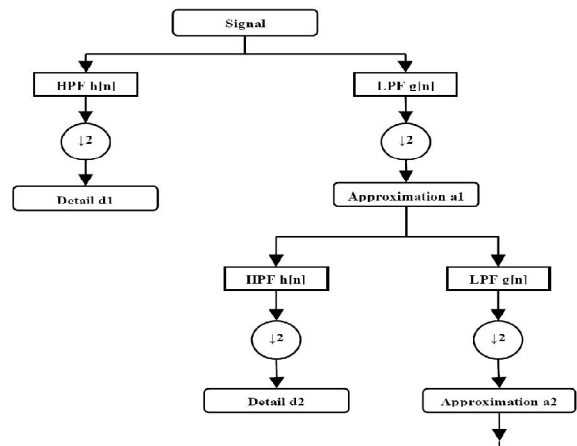 Signal
HPF h[n]
LPF g[n]
↓2
↓2
Detail d1
Approximation a1
HPF h[n]
LPF g[n]
↓2
↓2
Detail d2
Approximation a2